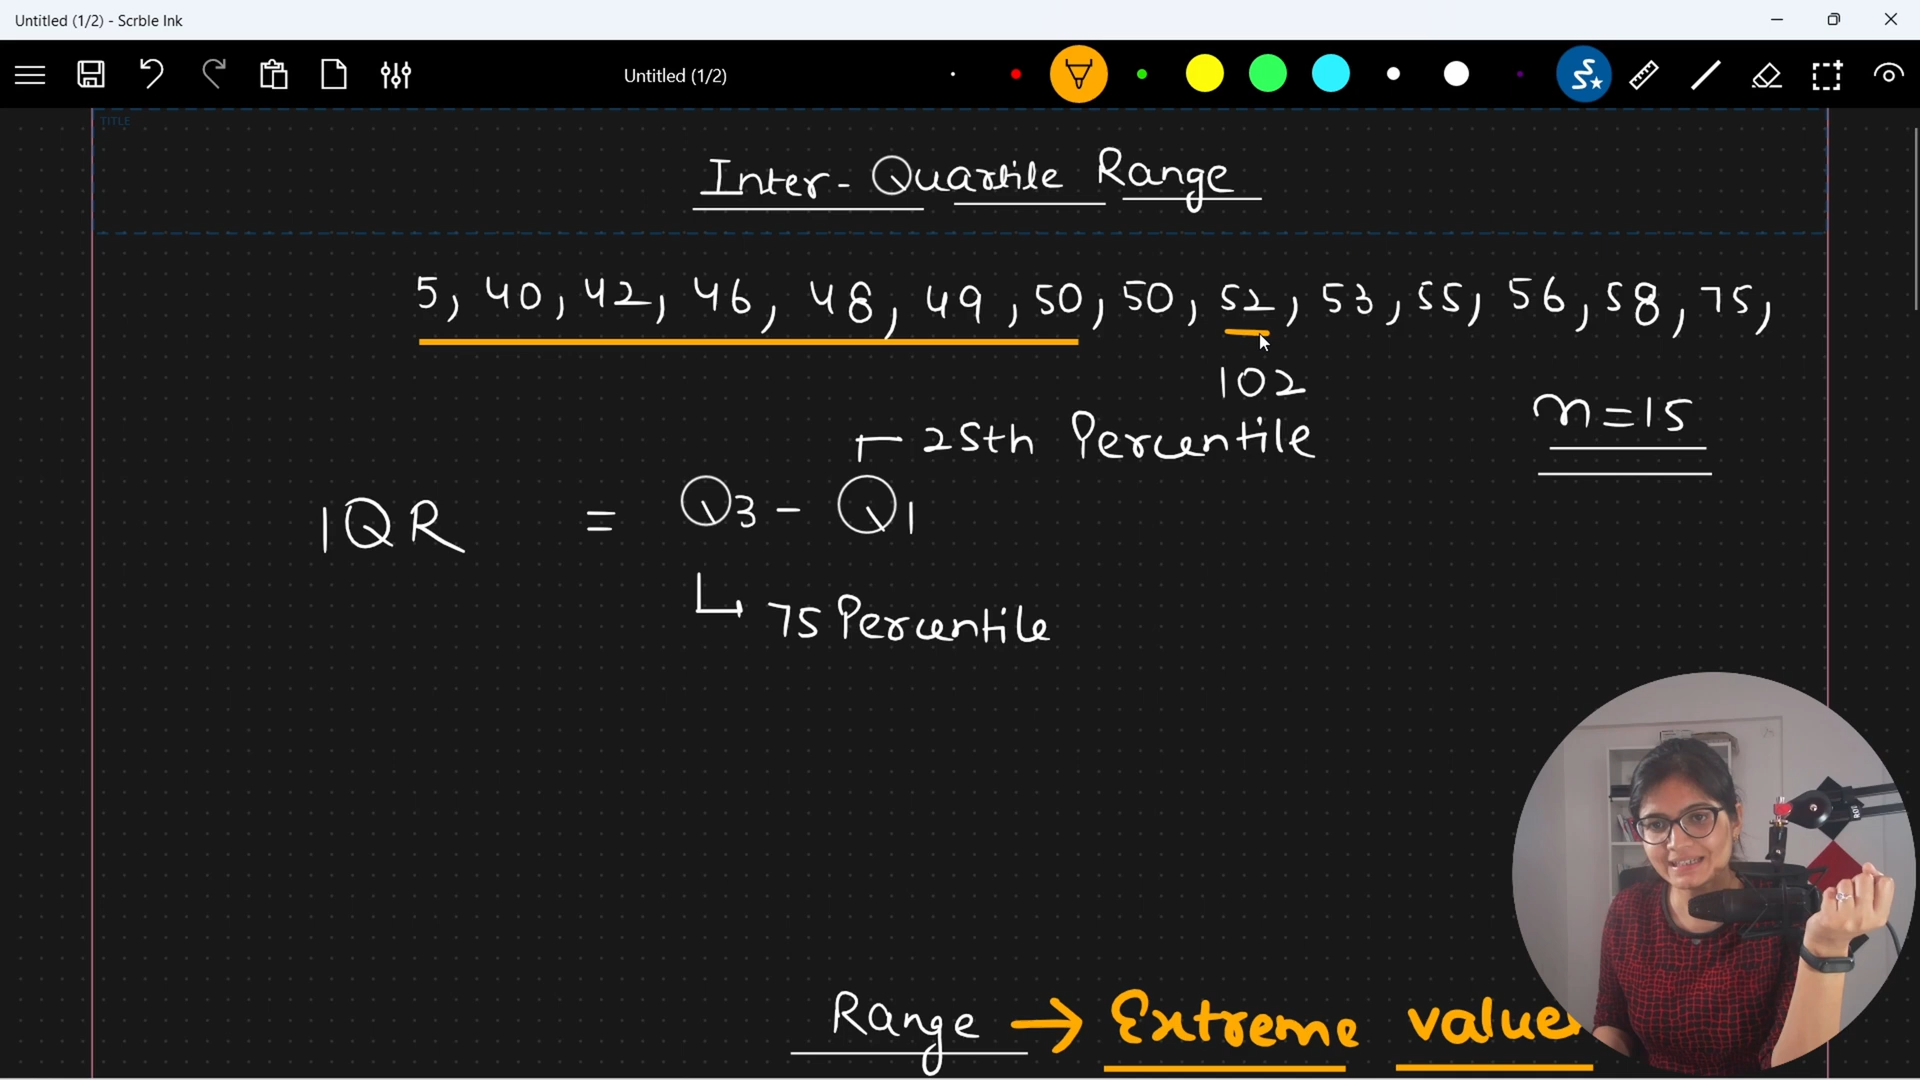 Untitled (1/2) - Scrble Ink
Untitled (1/2)
TITLE
Inter-Quartile Range
5, 40, 42, 46, 48, 49, 50, 50, 52, 53, 55, 56, 58, 75,
102
n=15
25th Percentile
IQR = Q3 - Q1
75 Percentile
Range → Extreme value